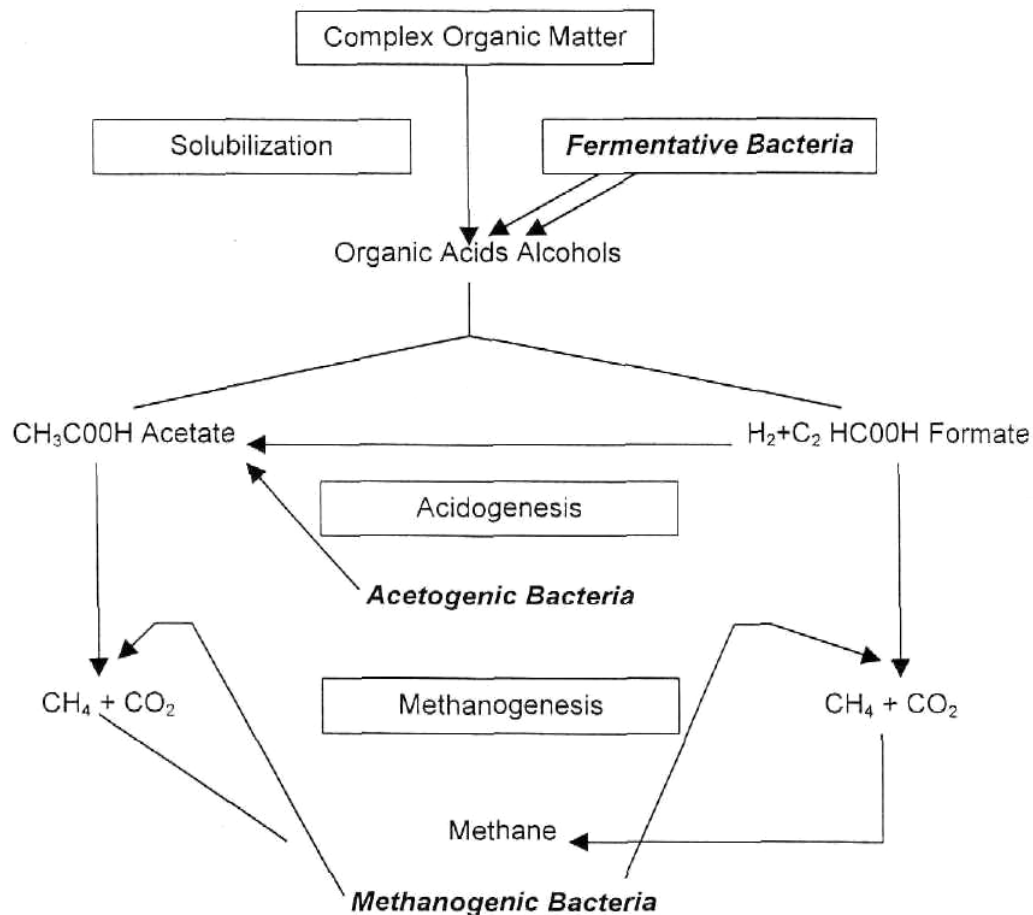 Complex Organic Matter
Solubilization
Fermentative Bacteria
Organic Acids Alcohols
CH₃C00H Acetate
H₂+C₂ HC00H Formate
Acidogenesis
Acetogenic Bacteria
CH₄ + CO₂
Methanogenesis
CH₄ + CO₂
Methane
Methanogenic Bacteria